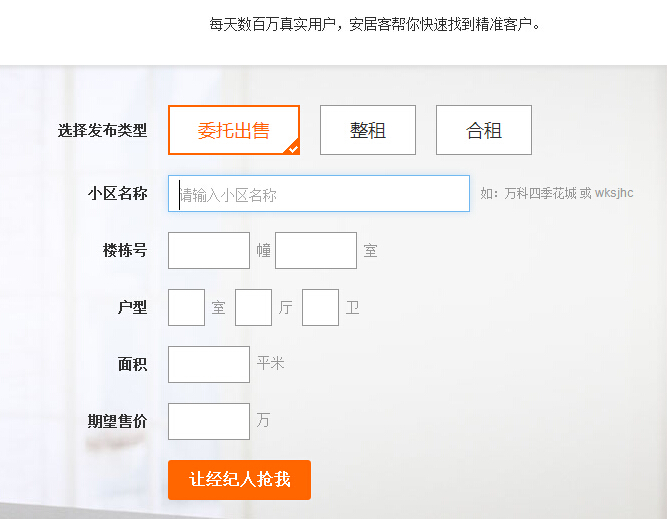 每天数百万真实用户，安居客帮你快速找到精准客户。
选择发布类型 委托出售 整租 合租
小区名称 请输入小区名称 如：万科四季花城 或 wksjhc
楼栋号 幢 室
户型 室 厅 卫
面积 平米
期望售价 万
让经纪人抢我